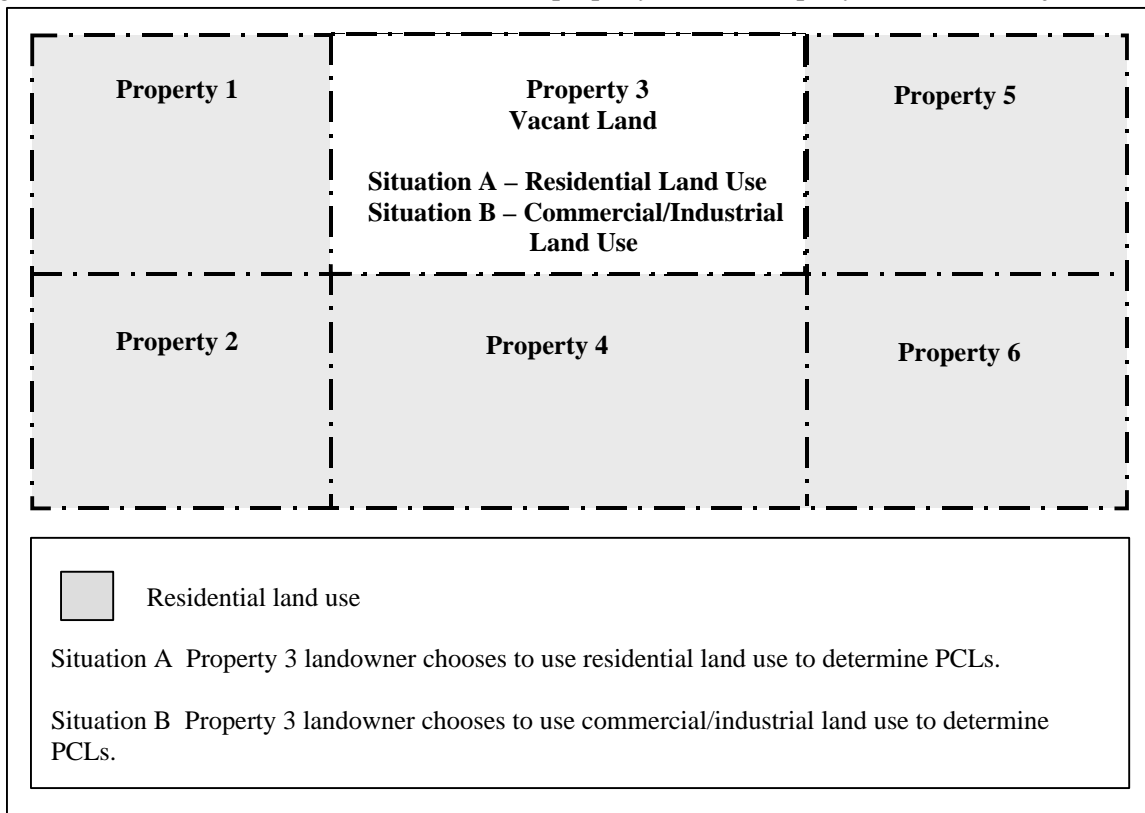 Property 1
Property 3
Vacant Land
Property 5
Situation A – Residential Land Use
Situation B – Commercial/Industrial
Land Use
Property 2
Property 4
Property 6
Residential land use
Situation A Property 3 landowner chooses to use residential land use to determine PCLs.
Situation B Property 3 landowner chooses to use commercial/industrial land use to determine
PCLs.